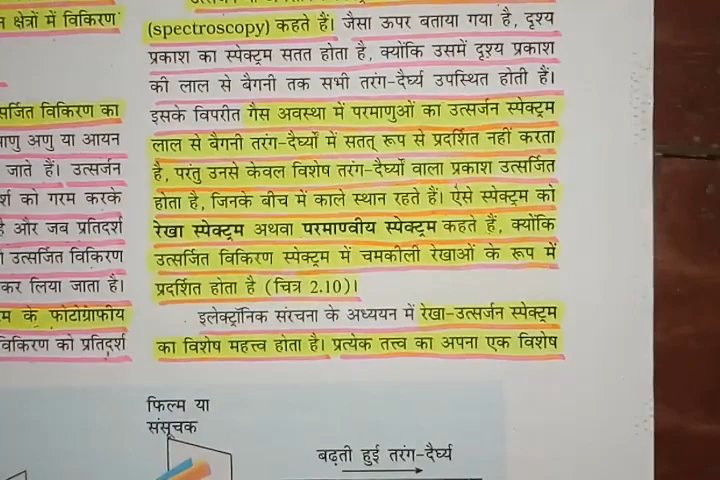 न क्षेत्रों में विकिरण
सर्जित विकिरण का
अणु या आयन
जाते हैं। उत्सर्जन
को गरम करके
है और जब प्रतिदर्श
उत्सर्जित विकिरण
कर लिया जाता है।
के फोटोग्राफीय
विकिरण को प्रतिदर्श
(spectroscopy) कहते हैं। जैसा ऊपर बताया गया है, दृश्य
प्रकाश का स्पेक्ट्रम सतत होता है, क्योंकि उसमें दृश्य प्रकाश
की लाल से बैगनी तक सभी तरंग-दैर्घ्य उपस्थित होती हैं।
इसके विपरीत गैस अवस्था में परमाणुओं का उत्सर्जन स्पेक्ट्रम
लाल से बैगनी तरंग-दैर्घ्यों में सतत् रूप से प्रदर्शित नहीं करता
है, परंतु उनसे केवल विशेष तरंग-दैर्घ्यों वाला प्रकाश उत्सर्जित
होता है, जिनके बीच में काले स्थान रहते हैं। ऐसे स्पेक्ट्रम को
रेखा स्पेक्ट्रम अथवा परमाण्वीय स्पेक्ट्रम कहते हैं, क्योंकि
उत्सर्जित विकिरण स्पेक्ट्रम में चमकीली रेखाओं के रूप में
प्रदर्शित होता है (चित्र 2.10)।
इलेक्ट्रॉनिक संरचना के अध्ययन में रेखा-उत्सर्जन स्पेक्ट्रम
का विशेष महत्त्व होता है। प्रत्येक तत्त्व का अपना एक विशेष
फिल्म या
संसूचक
बढ़ती हुई तरंग-दैर्घ्य